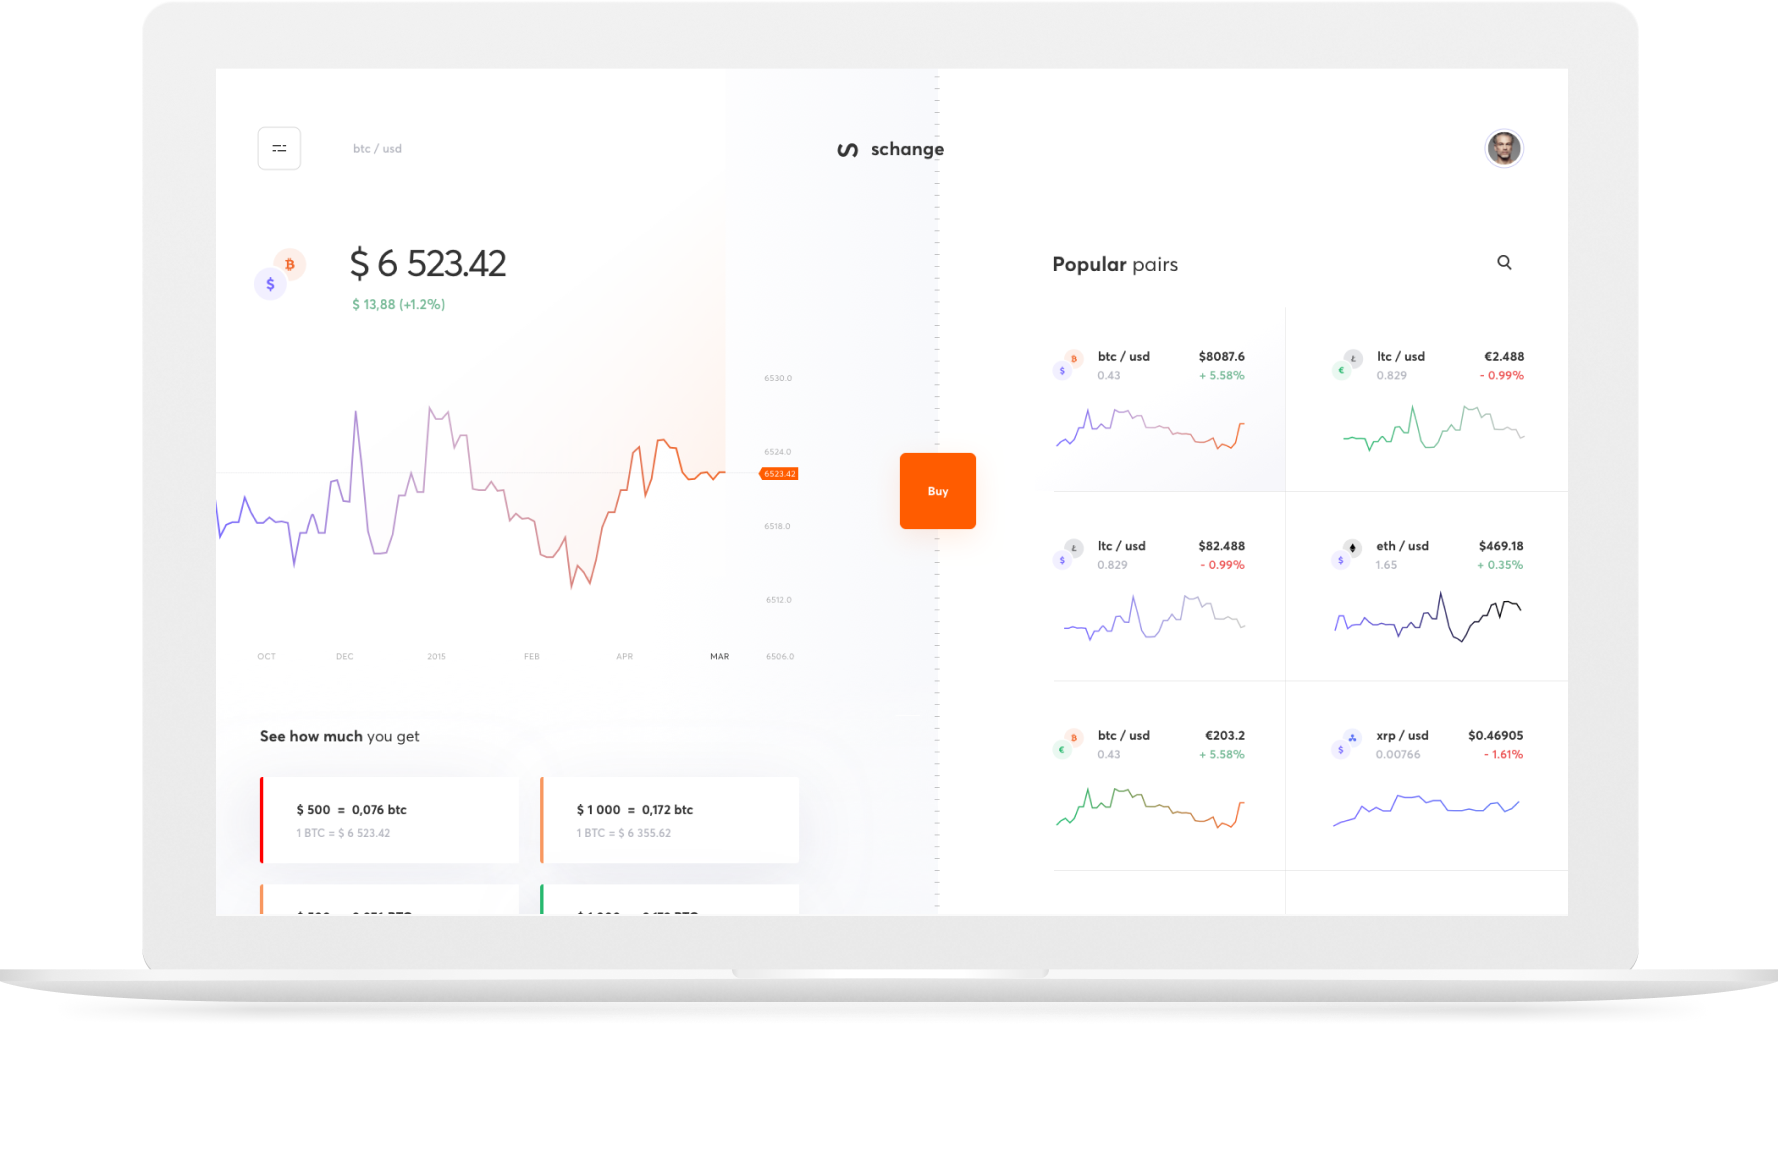 btc / usd
schange
$ 6 523.42
$ 13,88 (+1.2%)
6530.0
6524.0
6523.42
6518.0
6512.0
6506.0
OCT DEC 2015 FEB APR MAR
Buy
See how much you get
$ 500 = 0,076 btc
1 BTC = $ 6 523.42
$ 1 000 = 0,172 btc
1 BTC = $ 6 355.62
Popular pairs
btc / usd $8087.6
0.43 + 5.58%
ltc / usd €2.488
0.829 - 0.99%
ltc / usd $82.488
0.829 - 0.99%
eth / usd $469.18
1.65 + 0.35%
btc / usd €203.2
0.43 + 5.58%
xrp / usd $0.46905
0.00766 - 1.61%